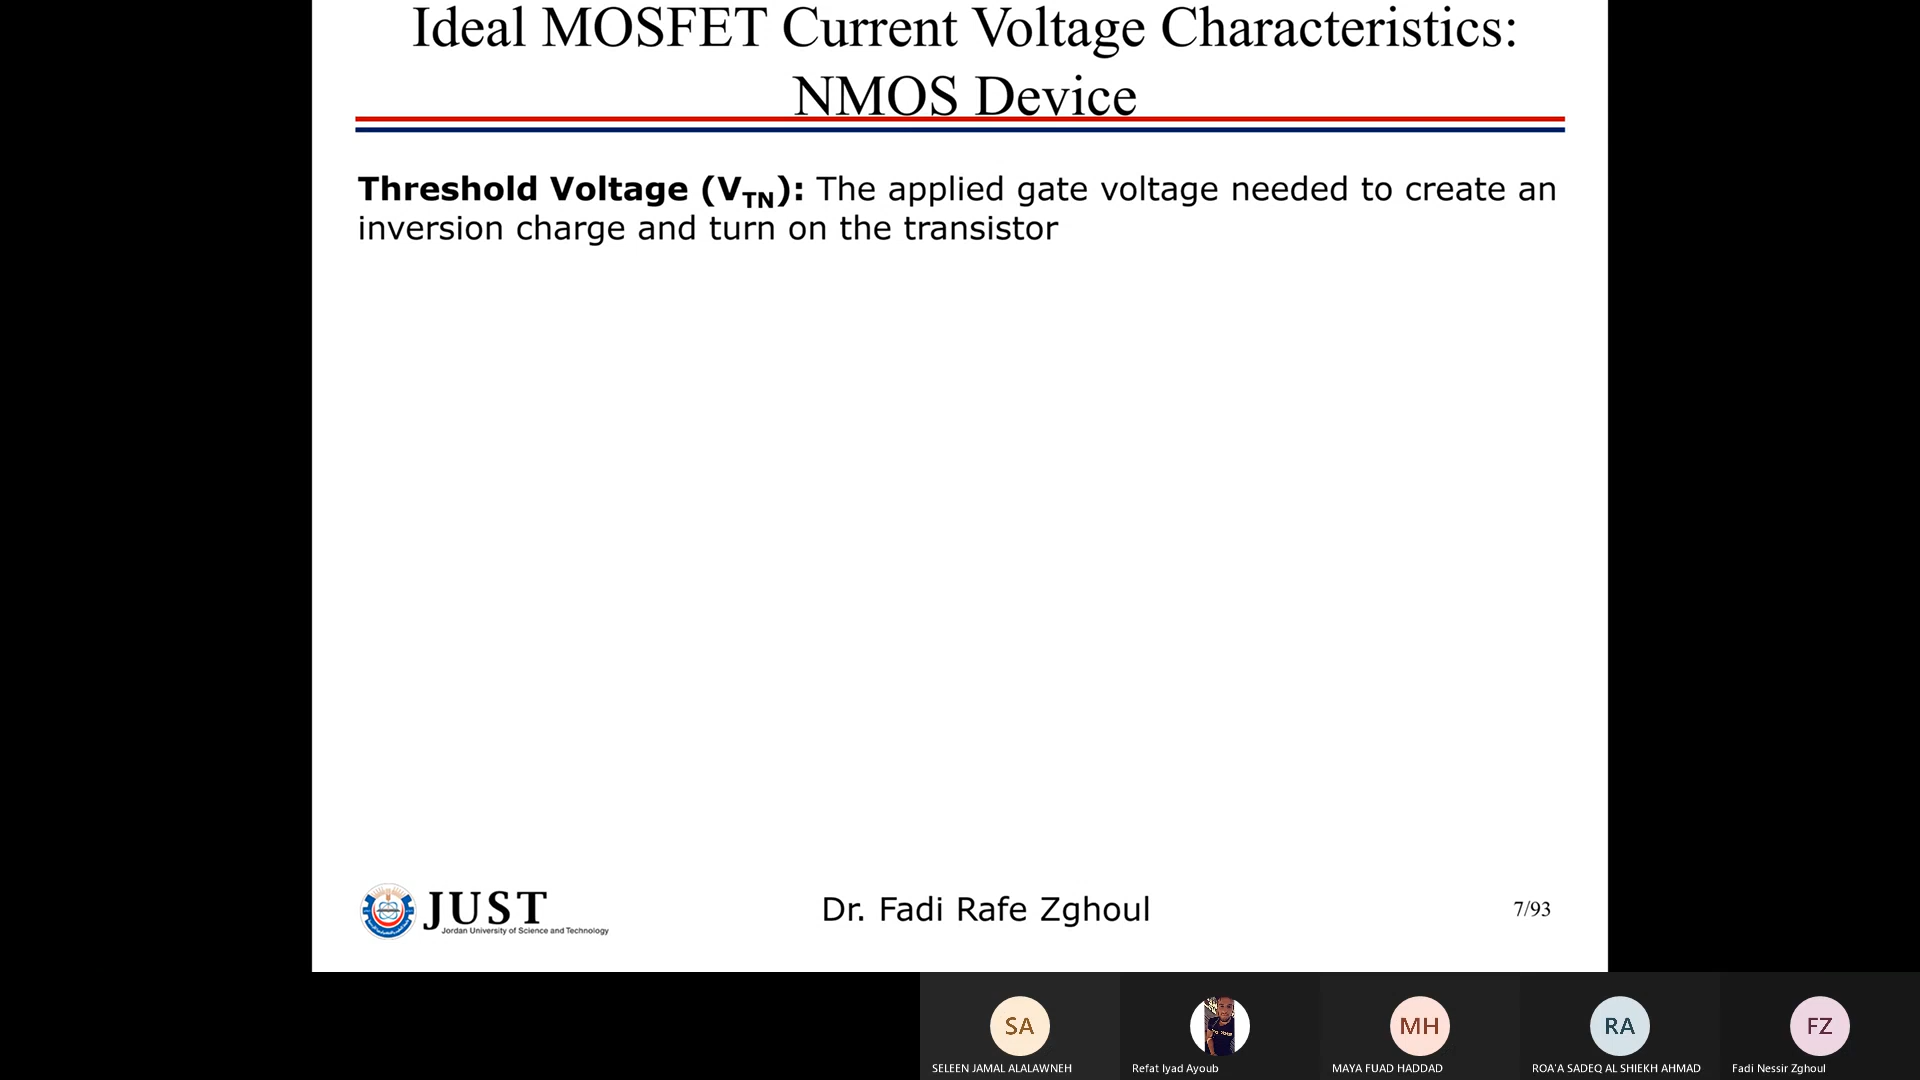 Ideal MOSFET Current Voltage Characteristics:
NMOS Device
Threshold Voltage (VTN): The applied gate voltage needed to create an
inversion charge and turn on the transistor
JUST
Jordan University of Science and Technology
Dr. Fadi Rafe Zghoul
7/93
SA
MH
RA
FZ
SELEEN JAMAL ALALAWNEH
Refat Iyad Ayoub
MAYA FUAD HADDAD
ROA'A SADEQ AL SHIEKH AHMAD
Fadi Nessir Zghoul